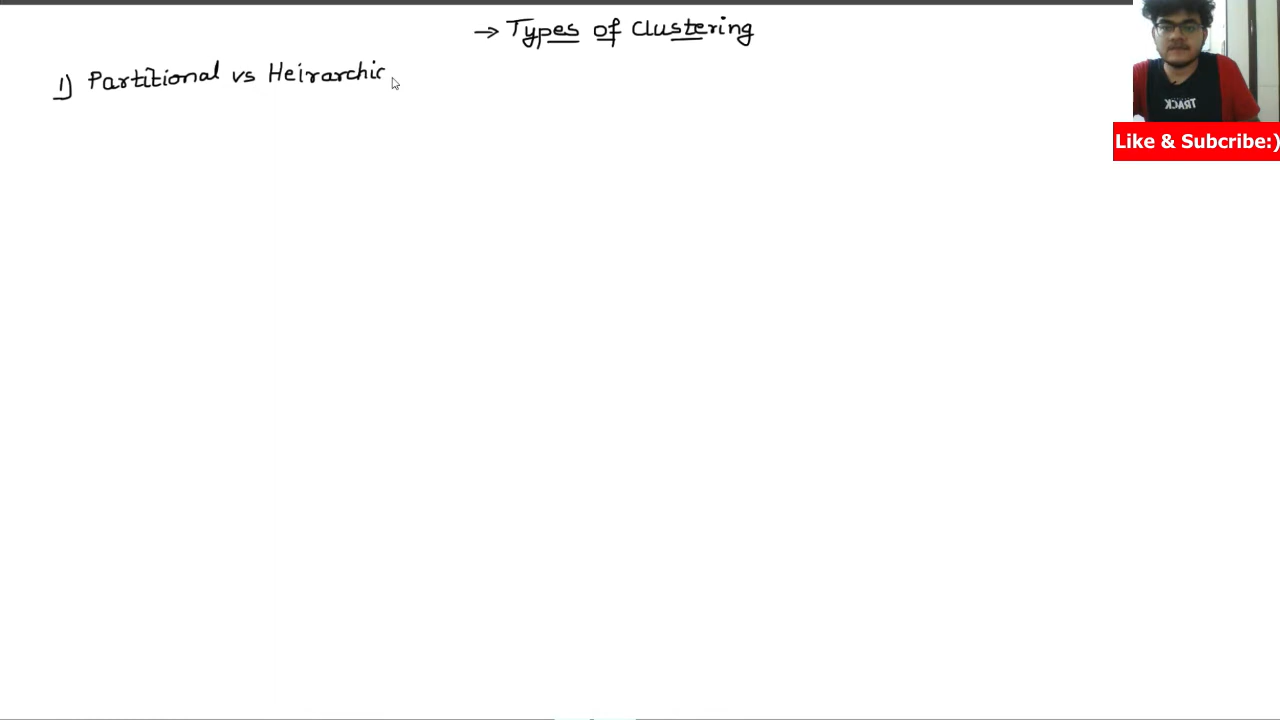 → Types of Clustering
1) Partitional vs Heirarchic
TRACK
Like & Subcribe:)